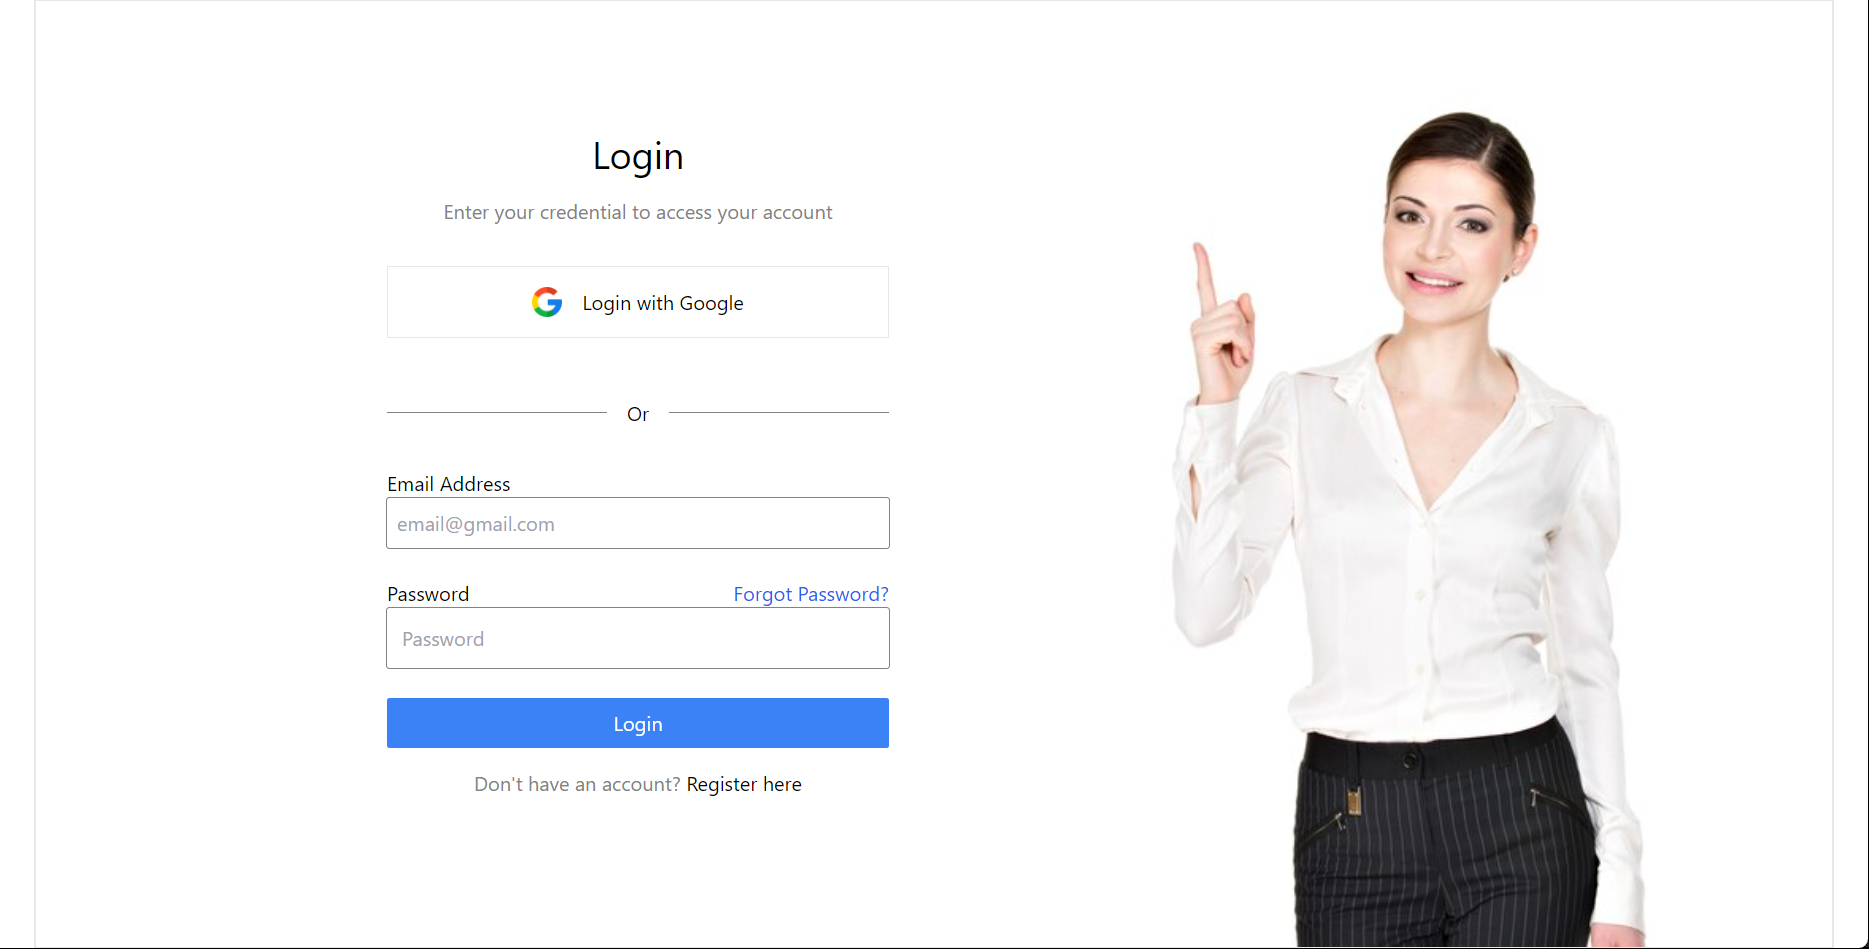 Login
Enter your credential to access your account
Login with Google
Or
Email Address
email@gmail.com
Password
Forgot Password?
Password
Login
Don't have an account? Register here